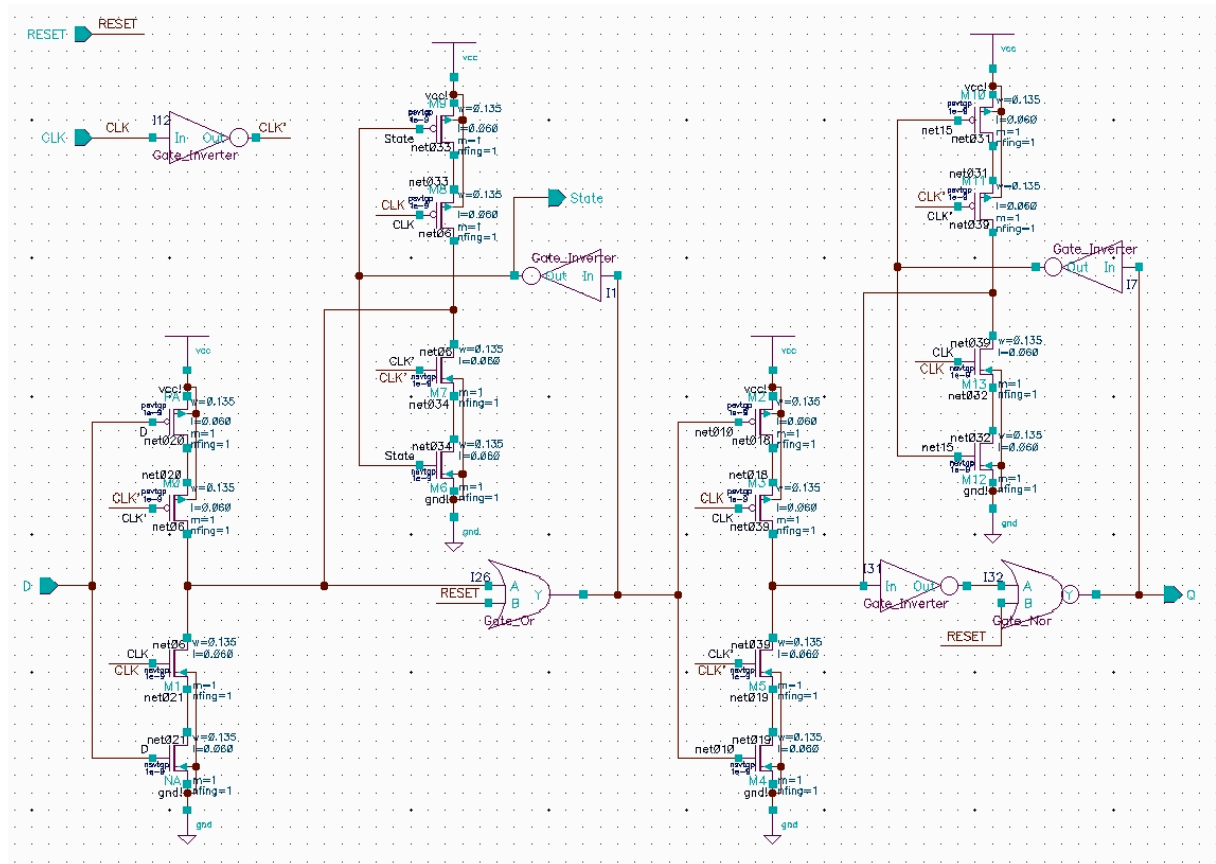 RESET
RESET
CLK
CLK
I12
In
Out
CLK'
Gate_Inverter
vcc
vcc!
M9
w=0.135
l=0.060
m=1
nfing=1
State
net033
net033
M8
w=0.135
l=0.060
m=1
nfing=1
CLK
CLK
net06
State
Gate_Inverter
Out
In
I1
net06
w=0.135
l=0.060
CLK'
CLK'
M7
m=1
nfing=1
net034
net034
w=0.135
l=0.060
State
M6
m=1
nfing=1
gnd!
gnd
vcc
vcc!
PA
w=0.135
l=0.060
m=1
nfing=1
D
net020
net020
M0
w=0.135
l=0.060
m=1
nfing=1
CLK'
CLK'
net06
D
net06
w=0.135
l=0.060
CLK
CLK
M1
m=1
nfing=1
net021
net021
w=0.135
l=0.060
D
NA
m=1
nfing=1
gnd!
gnd
I26
A
B
Y
RESET
Gate_Or
vcc
vcc!
M2
w=0.135
l=0.060
m=1
nfing=1
net010
net018
net018
M3
w=0.135
l=0.060
m=1
nfing=1
CLK
CLK
net039
net039
w=0.135
l=0.060
CLK'
CLK'
M5
m=1
nfing=1
net019
net019
w=0.135
l=0.060
net010
M4
m=1
nfing=1
gnd!
gnd
vcc
vcc!
M10
w=0.135
l=0.060
m=1
nfing=1
net15
net031
net031
M11
w=0.135
l=0.060
m=1
nfing=1
CLK'
CLK'
net039
Gate_Inverter
Out
In
I7
net039
w=0.135
l=0.060
CLK
CLK
M13
m=1
nfing=1
net032
net032
w=0.135
l=0.060
net15
M12
m=1
nfing=1
gnd!
gnd
I31
In
Out
Gate_Inverter
I32
A
B
Y
Gate_Nor
RESET
Q